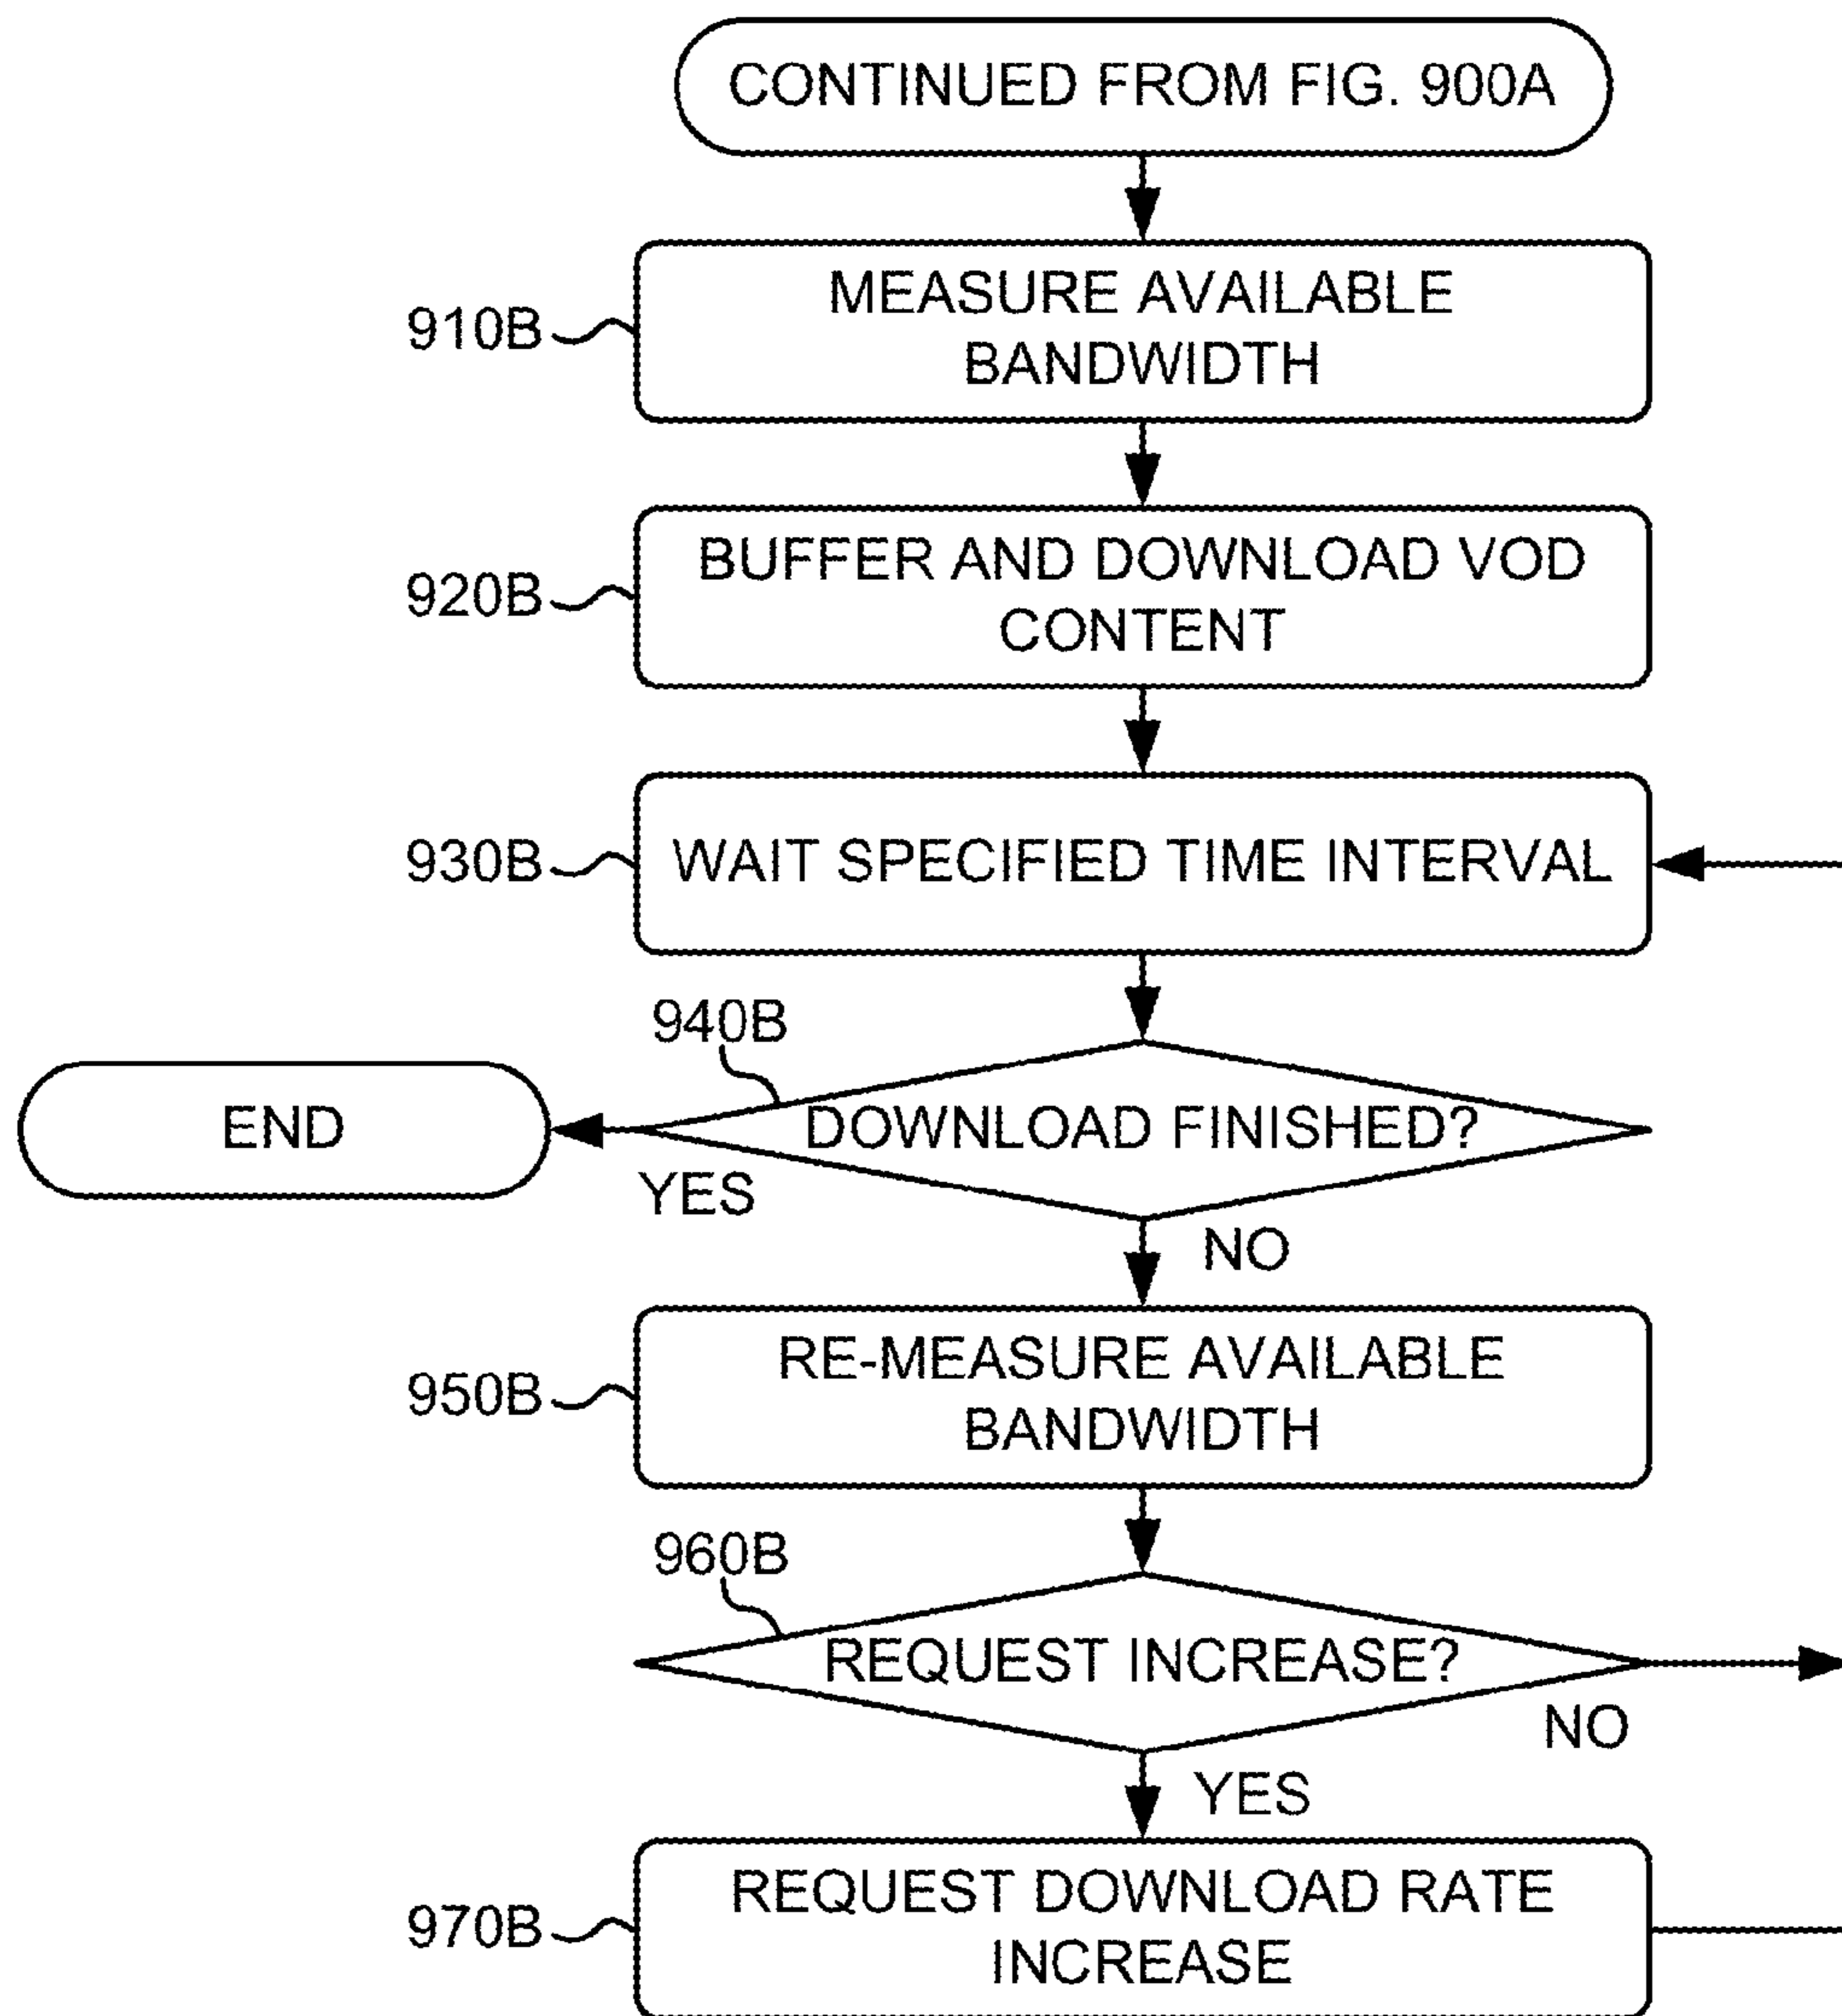 CONTINUED FROM FIG. 900A
910B
MEASURE AVAILABLE
BANDWIDTH
920B
BUFFER AND DOWNLOAD VOD
CONTENT
930B
WAIT SPECIFIED TIME INTERVAL
940B
END
DOWNLOAD FINISHED?
YES
NO
950B
RE-MEASURE AVAILABLE
BANDWIDTH
960B
REQUEST INCREASE?
NO
YES
970B
REQUEST DOWNLOAD RATE
INCREASE